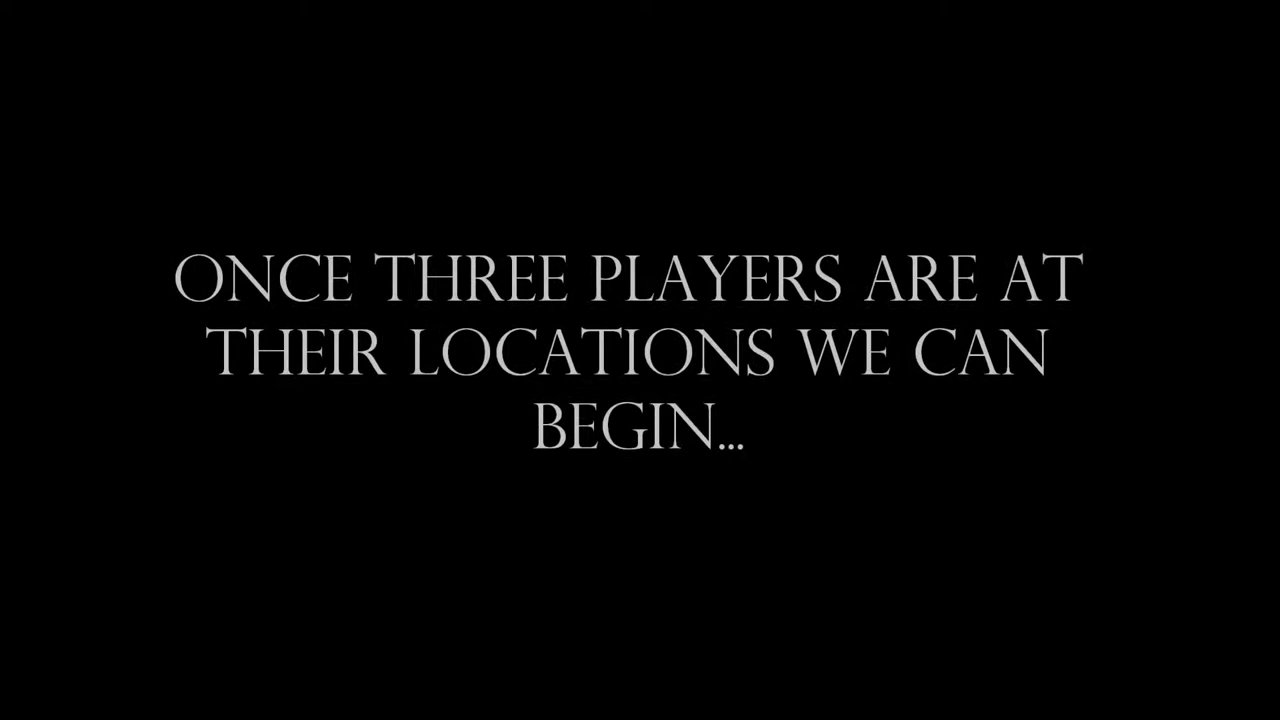 ONCE THREE PLAYERS ARE AT
THEIR LOCATIONS WE CAN
BEGIN...